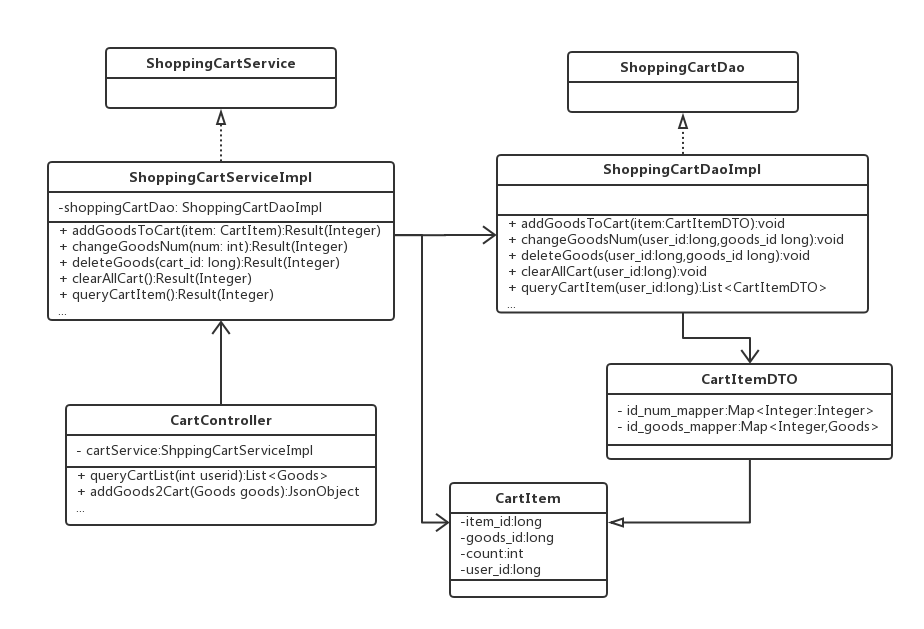 ShoppingCartService
ShoppingCartDao
ShoppingCartServiceImpl
-shoppingCartDao: ShoppingCartDaoImpl
+ addGoodsToCart(item: CartItem):Result(Integer)
+ changeGoodsNum(num: int):Result(Integer)
+ deleteGoods(cart_id: long):Result(Integer)
+ clearAllCart():Result(Integer)
+ queryCartItem():Result(Integer)
...
ShoppingCartDaoImpl
+ addGoodsToCart(item:CartItemDTO):void
+ changeGoodsNum(user_id:long,goods_id long):void
+ deleteGoods(user_id:long,goods_id long):void
+ clearAllCart(user_id:long):void
+ queryCartItem(user_id:long):List<CartItemDTO>
...
CartItemDTO
- id_num_mapper:Map<Integer:Integer>
- id_goods_mapper:Map<Integer,Goods>
CartController
- cartService:ShppingCartServiceImpl
+ queryCartList(int userid):List<Goods>
+ addGoods2Cart(Goods goods):JsonObject
...
CartItem
-item_id:long
-goods_id:long
-count:int
-user_id:long